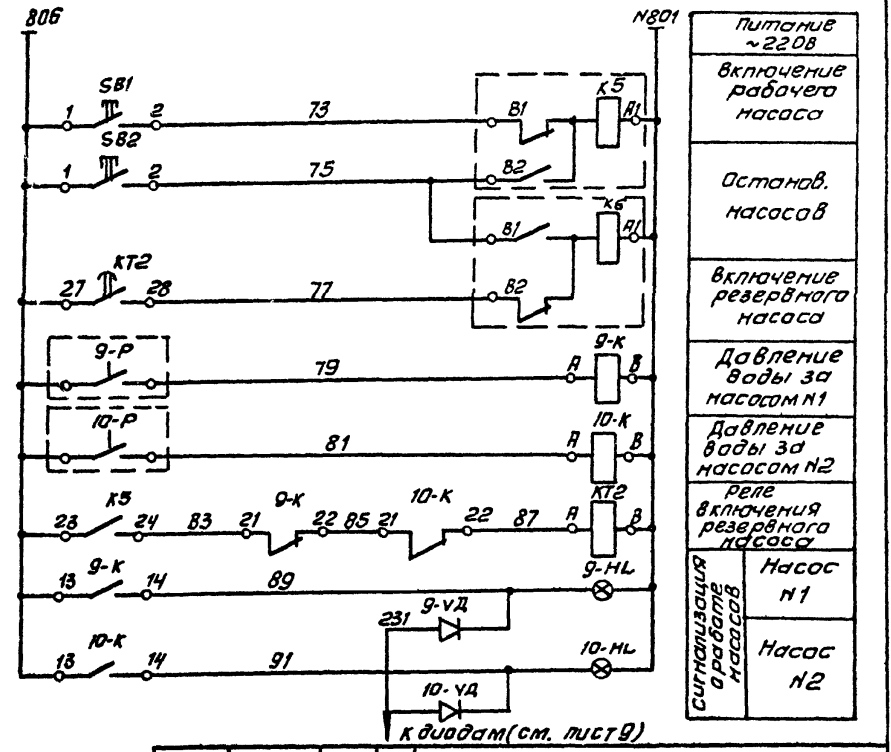 806
N801
SB1
1
2
73
B1
K5
A1
SB2
1
2
75
B2
K6
B1
A1
KT2
27
28
77
B2
9-P
79
A
9-K
B
10-P
81
A
10-K
B
K5
23
24
83
21
9-K
22
85
21
10-K
22
87
A
KT2
B
13
9-K
14
89
9-HL
231
9-VД
13
10-K
14
91
10-HL
10-VД
к диодам (см. лист 9)
Питание
~220В
Включение
рабочего
насоса
Останов.
насосов
Включение
резервного
насоса
Давление
воды за
насосом N1
Давление
воды за
насосом N2
Реле
включения
резервного
насоса
Сигнализация
о работе
насосов
Насос
N1
Насос
N2